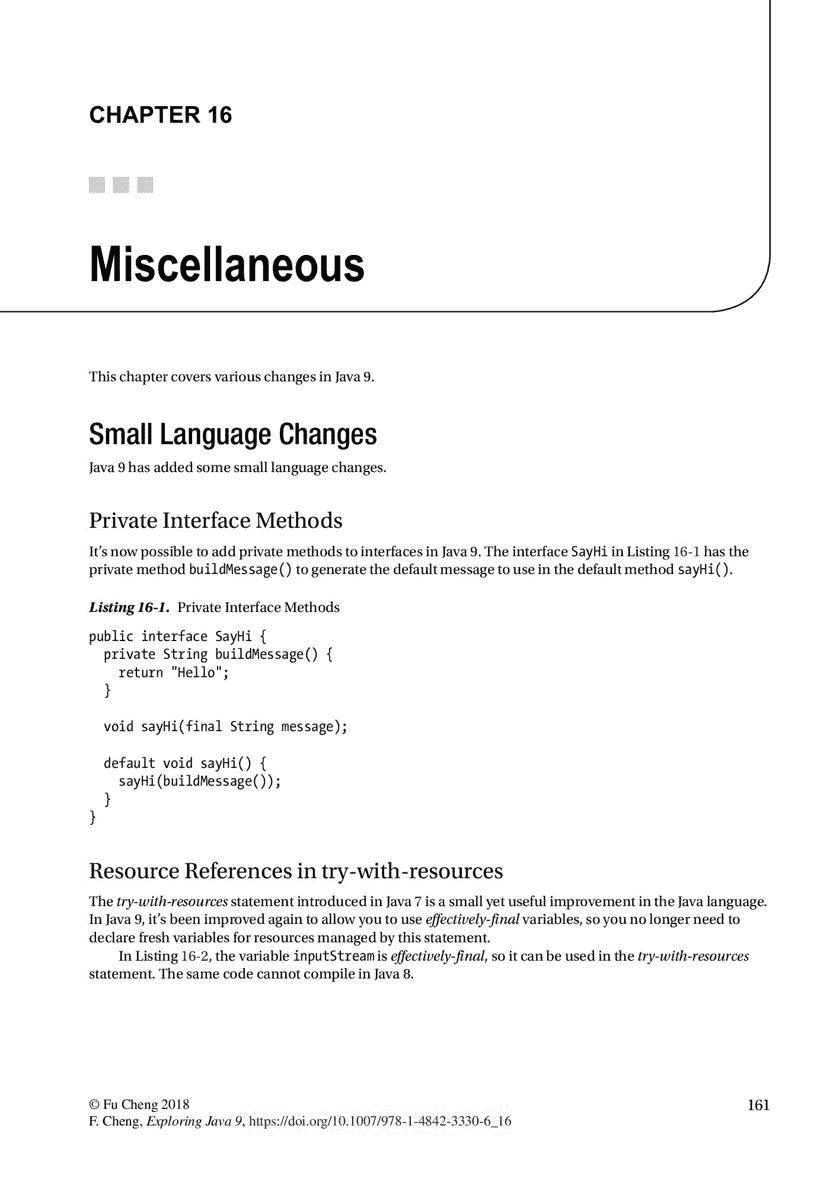 CHAPTER 16
Miscellaneous
This chapter covers various changes in Java 9.
Small Language Changes
Java 9 has added some small language changes.
Private Interface Methods
It’s now possible to add private methods to interfaces in Java 9. The interface SayHi in Listing 16-1 has the
private method buildMessage() to generate the default message to use in the default method sayHi().
Listing 16-1. Private Interface Methods
public interface SayHi {
  private String buildMessage() {
    return "Hello";
  }
  void sayHi(final String message);
  default void sayHi() {
    sayHi(buildMessage());
  }
}
Resource References in try-with-resources
The try-with-resources statement introduced in Java 7 is a small yet useful improvement in the Java language.
In Java 9, it’s been improved again to allow you to use effectively-final variables, so you no longer need to
declare fresh variables for resources managed by this statement.
In Listing 16-2, the variable inputStream is effectively-final, so it can be used in the try-with-resources
statement. The same code cannot compile in Java 8.
© Fu Cheng 2018
161
F. Cheng, Exploring Java 9, https://doi.org/10.1007/978-1-4842-3330-6_16